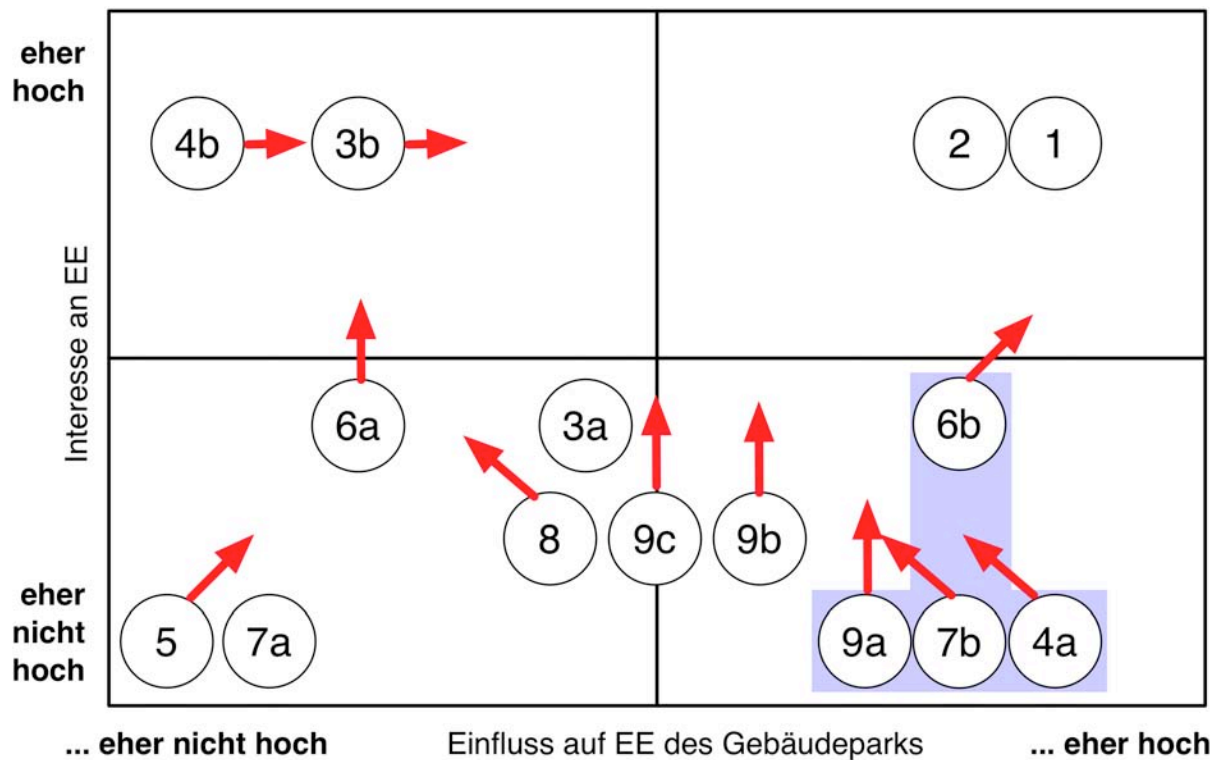 eher
hoch
4b
3b
2
1
Interesse an EE
6a
3a
6b
8
9c
9b
eher
nicht
hoch
5
7a
9a
7b
4a
... eher nicht hoch
Einfluss auf EE des Gebäudeparks
... eher hoch